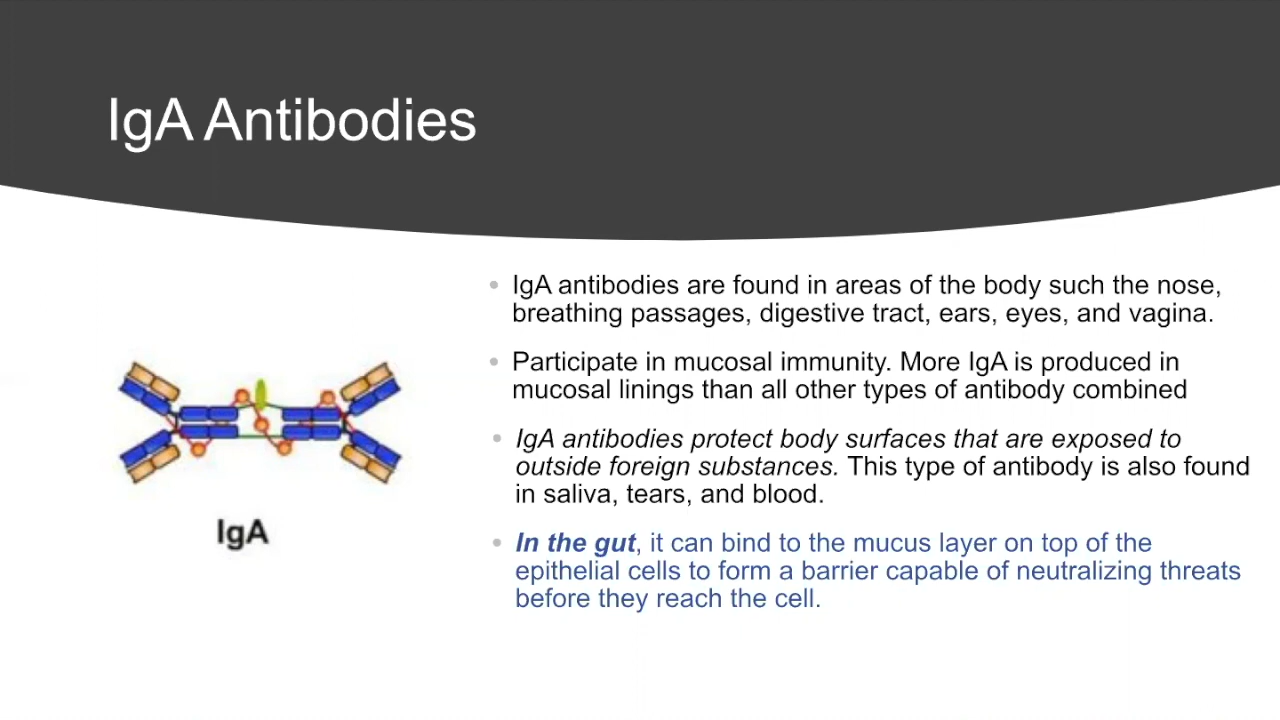 IgA Antibodies
IgA antibodies are found in areas of the body such the nose,
breathing passages, digestive tract, ears, eyes, and vagina.
Participate in mucosal immunity. More IgA is produced in
mucosal linings than all other types of antibody combined
IgA antibodies protect body surfaces that are exposed to
outside foreign substances. This type of antibody is also found
in saliva, tears, and blood.
In the gut, it can bind to the mucus layer on top of the
epithelial cells to form a barrier capable of neutralizing threats
before they reach the cell.
IgA